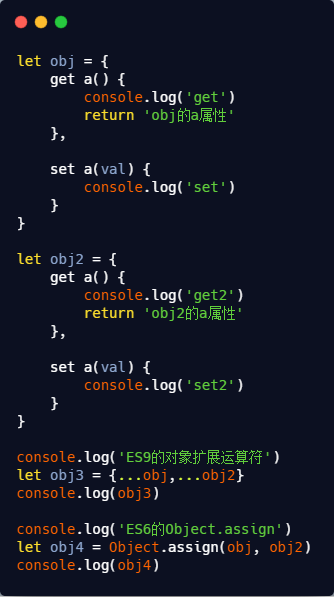 let obj = {
    get a() {
        console.log('get')
        return 'obj的a属性'
    },

    set a(val) {
        console.log('set')
    }
}

let obj2 = {
    get a() {
        console.log('get2')
        return 'obj2的a属性'
    },

    set a(val) {
        console.log('set2')
    }
}

console.log('ES9的对象扩展运算符')
let obj3 = {...obj,...obj2}
console.log(obj3)

console.log('ES6的Object.assign')
let obj4 = Object.assign(obj, obj2)
console.log(obj4)